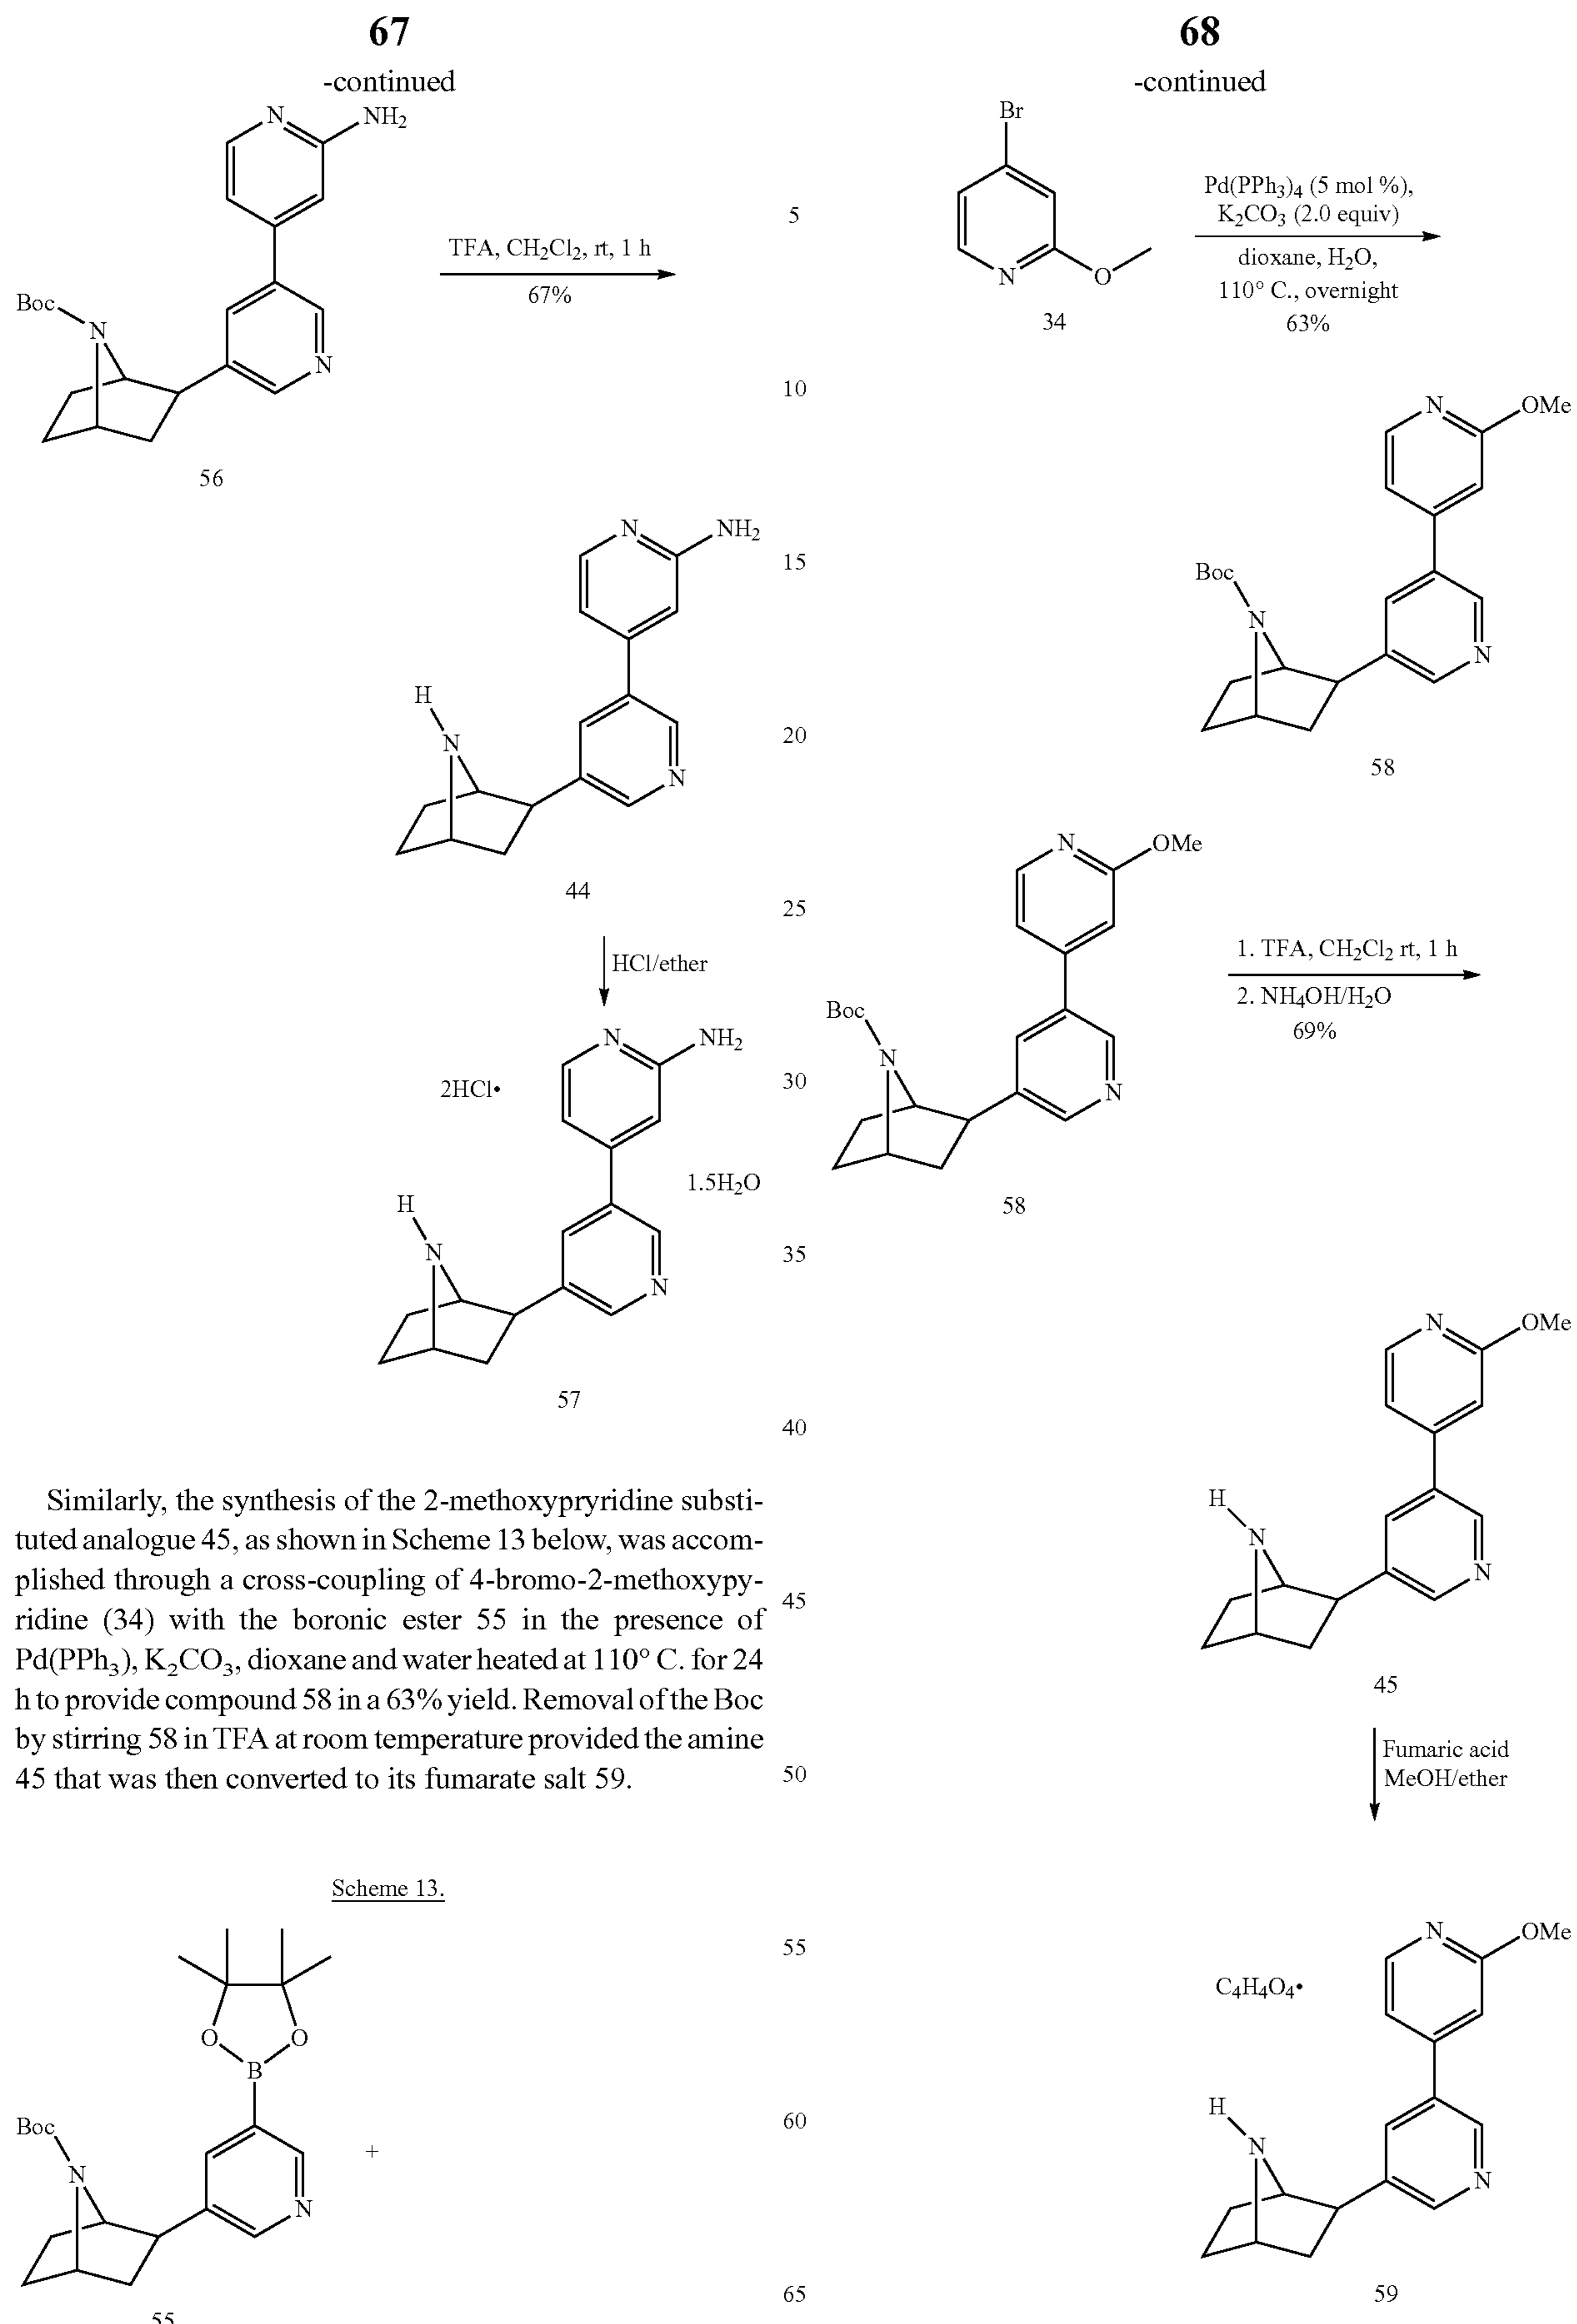 67
-continued
N
NH2
TFA, CH2Cl2, rt, 1 h
67%
Boc
N
N
56
N
NH2
H
N
N
44
HCl/ether
N
NH2
2HCl•
1.5H2O
H
N
N
57
Similarly, the synthesis of the 2-methoxypryridine substi-
tuted analogue 45, as shown in Scheme 13 below, was accom-
plished through a cross-coupling of 4-bromo-2-methoxypy-
ridine (34) with the boronic ester 55 in the presence of
Pd(PPh3), K2CO3, dioxane and water heated at 110° C. for 24
h to provide compound 58 in a 63% yield. Removal of the Boc
by stirring 58 in TFA at room temperature provided the amine
45 that was then converted to its fumarate salt 59.
Scheme 13.
O
O
B
Boc
N
N
+
55
5
10
15
20
25
30
35
40
45
50
55
60
65
68
-continued
Br
N
O
34
Pd(PPh3)4 (5 mol %),
K2CO3 (2.0 equiv)
dioxane, H2O,
110° C., overnight
63%
N
OMe
Boc
N
N
58
N
OMe
Boc
N
N
58
1. TFA, CH2Cl2 rt, 1 h
2. NH4OH/H2O
69%
N
OMe
H
N
N
45
Fumaric acid
MeOH/ether
N
OMe
C4H4O4•
H
N
N
59